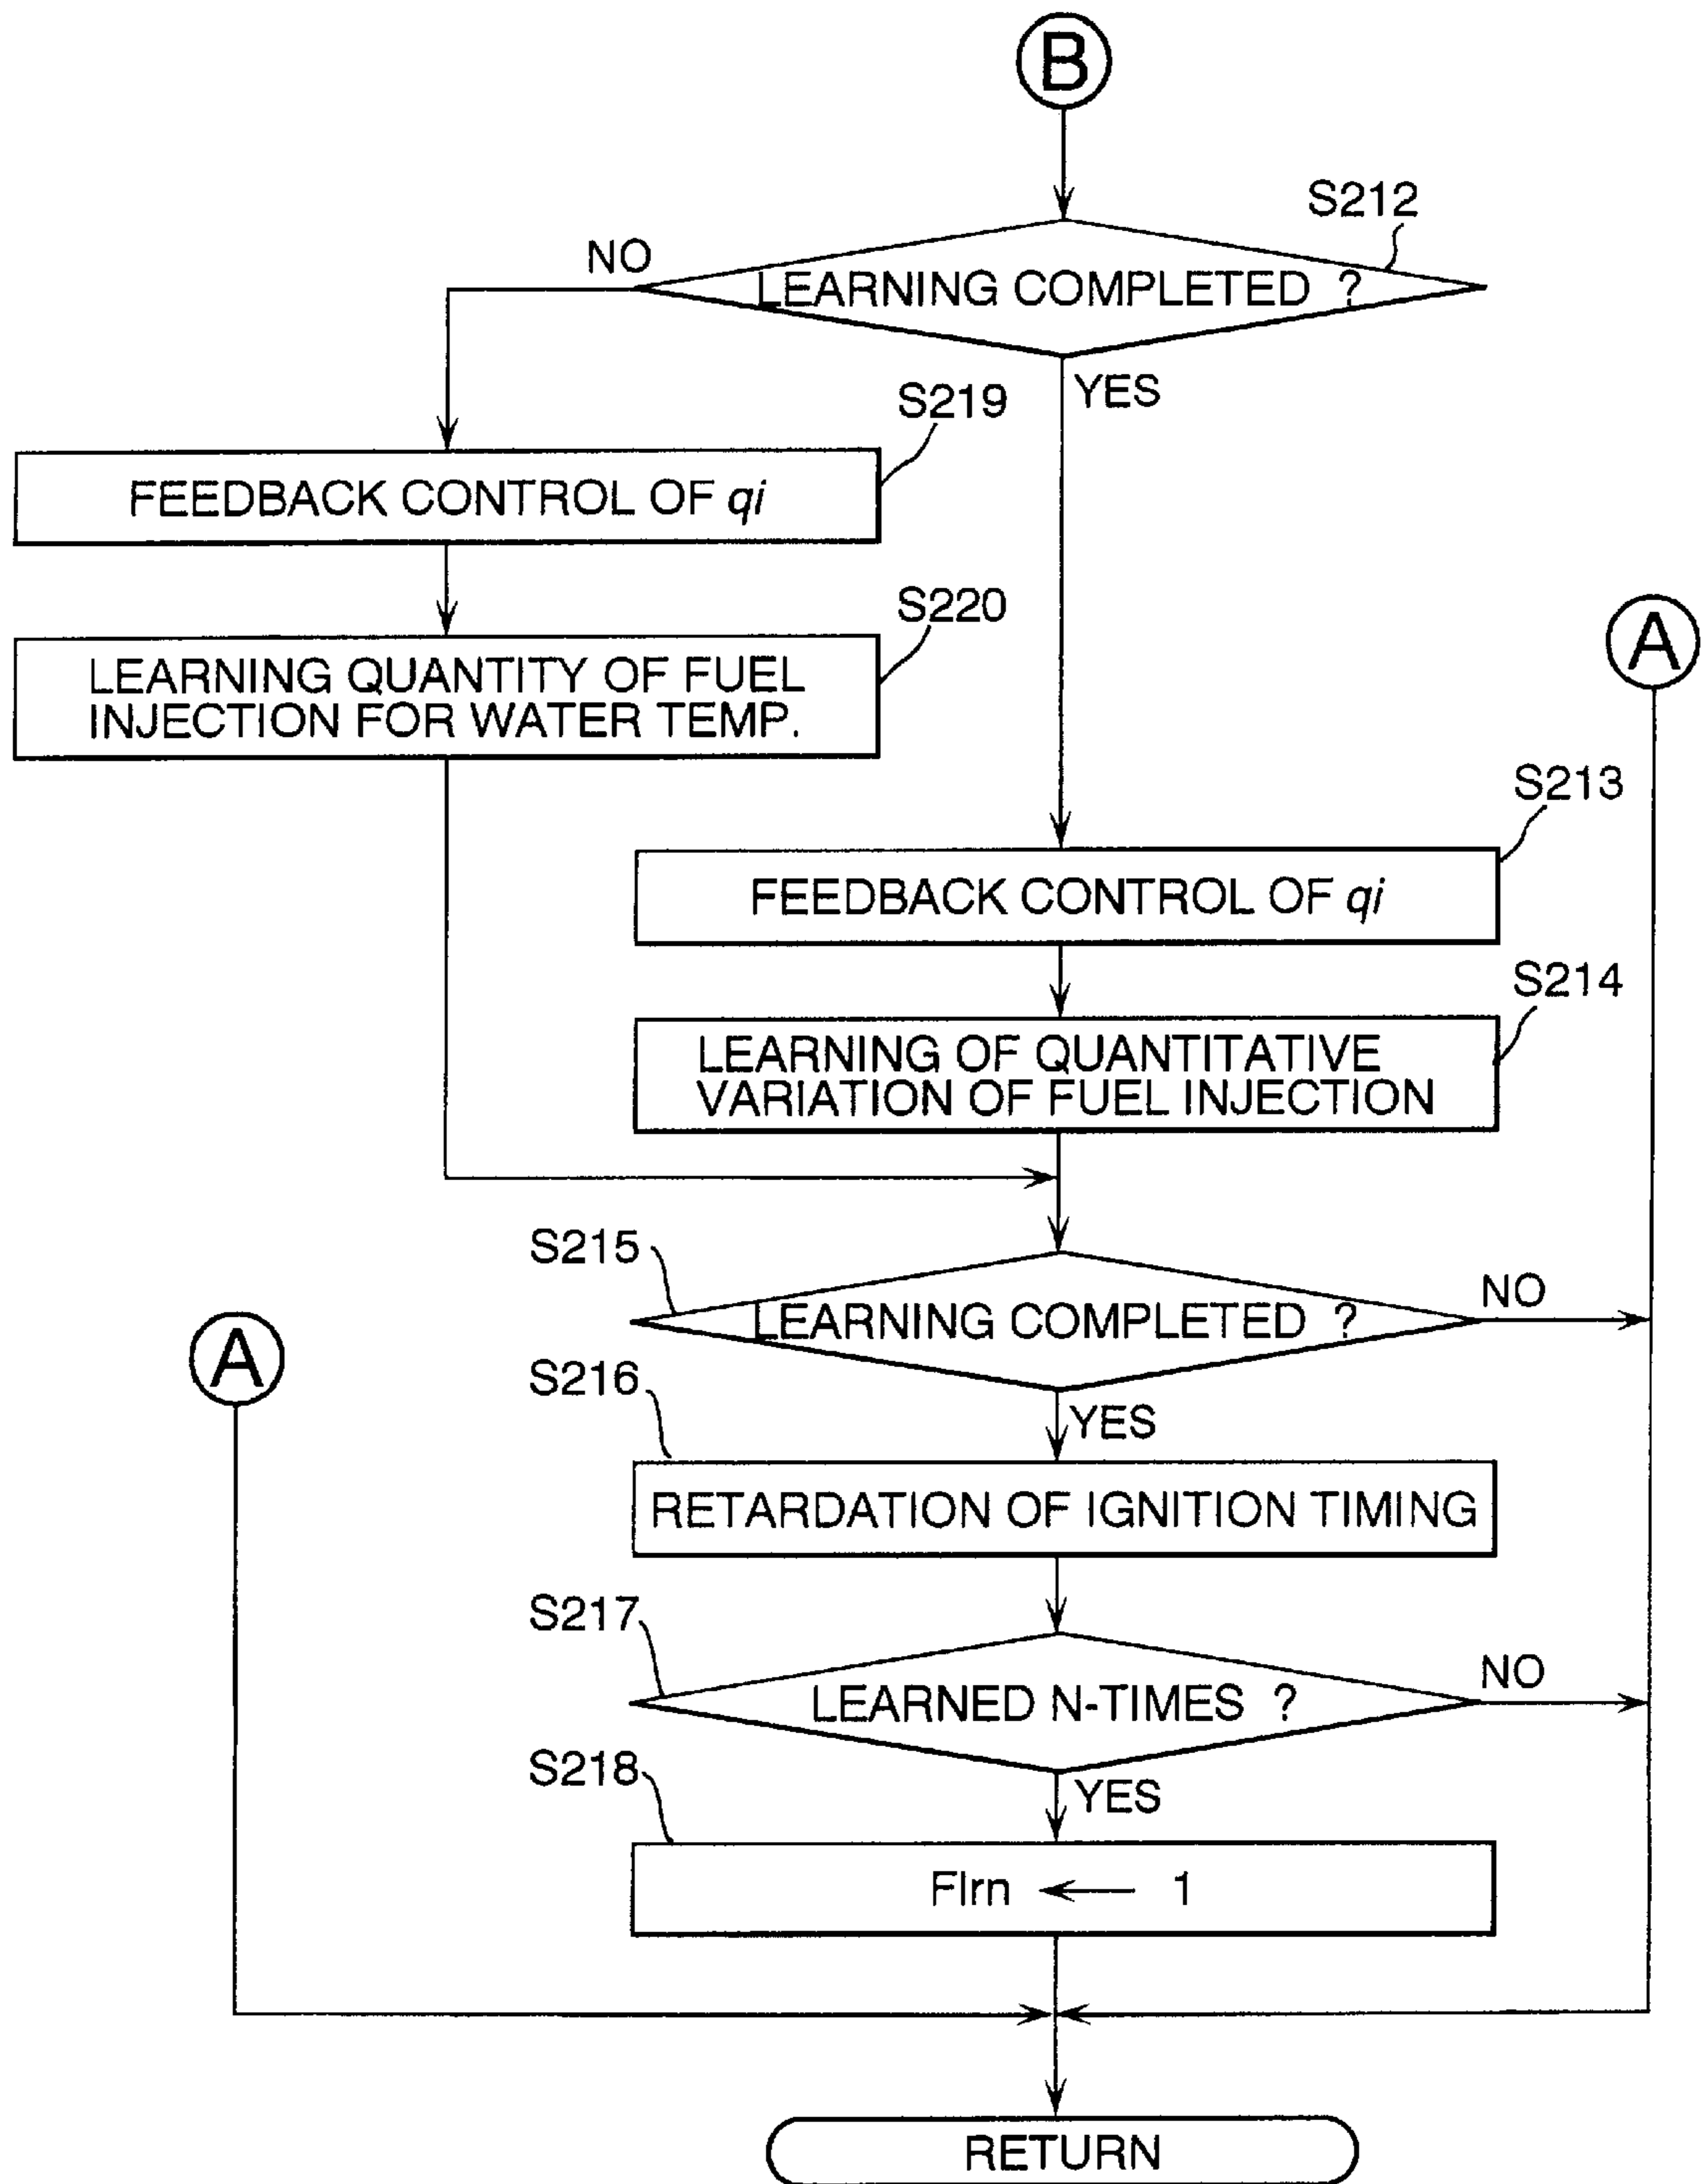 B
S212
NO
LEARNING COMPLETED ?
YES
S219
FEEDBACK CONTROL OF qi
S220
LEARNING QUANTITY OF FUEL
INJECTION FOR WATER TEMP.
A
S213
FEEDBACK CONTROL OF qi
S214
LEARNING OF QUANTITATIVE
VARIATION OF FUEL INJECTION
S215
LEARNING COMPLETED ?
NO
A
S216
YES
RETARDATION OF IGNITION TIMING
S217
LEARNED N-TIMES ?
NO
S218
YES
Flrn ← 1
RETURN